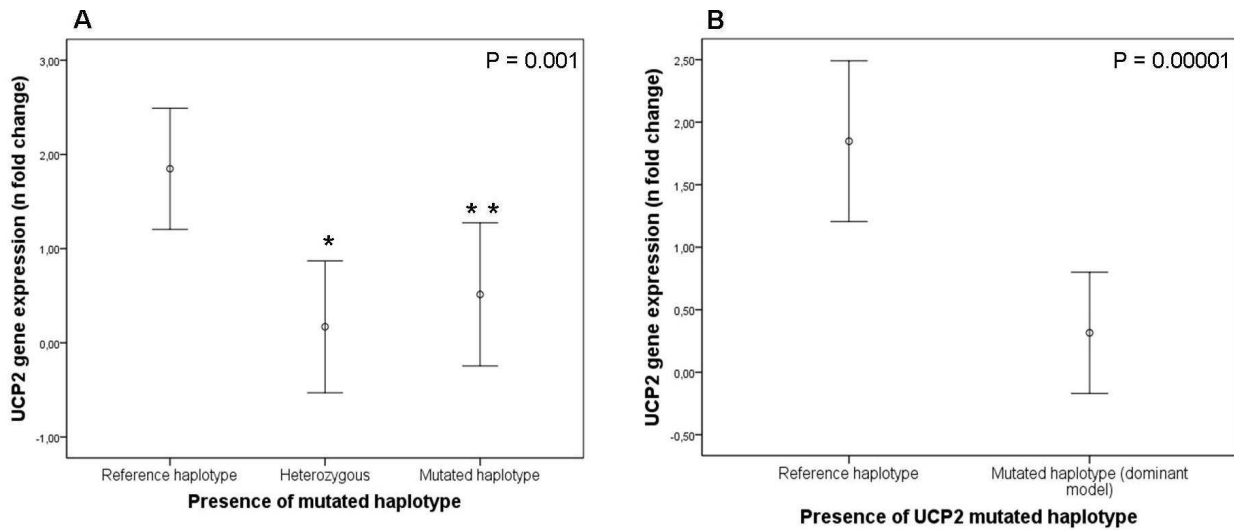 A
P = 0.001
UCP2 gene expression (n fold change)
3,00
2,00
1,00
0,00
-1,00
*
* *
Reference haplotype
Heterozygous
Mutated haplotype
Presence of mutated haplotype
B
P = 0.00001
UCP2 gene expression (n fold change)
2,50
2,00
1,50
1,00
0,50
0,00
-0,50
Reference haplotype
Mutated haplotype (dominant
model)
Presence of UCP2 mutated haplotype